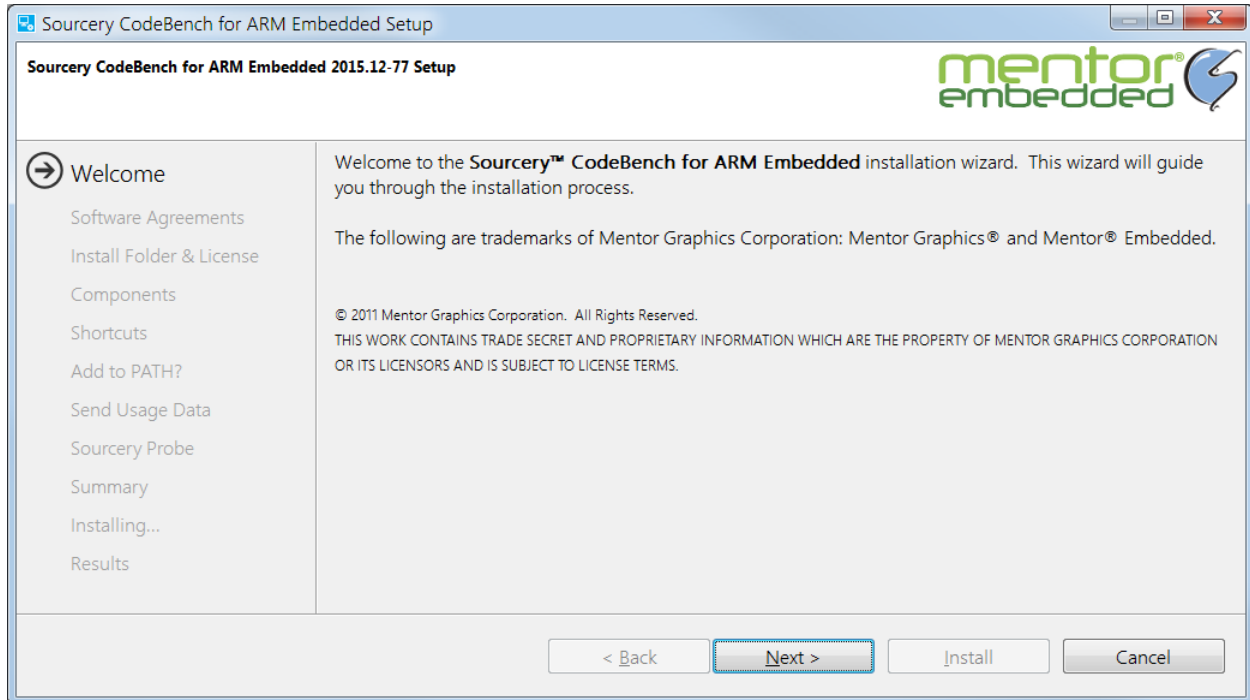 Sourcery CodeBench for ARM Embedded Setup
Sourcery CodeBench for ARM Embedded 2015.12-77 Setup
mentor®
embedded
Welcome
Software Agreements
Install Folder & License
Components
Shortcuts
Add to PATH?
Send Usage Data
Sourcery Probe
Summary
Installing...
Results
Welcome to the Sourcery™ CodeBench for ARM Embedded installation wizard.  This wizard will guide
you through the installation process.
The following are trademarks of Mentor Graphics Corporation: Mentor Graphics® and Mentor® Embedded.
© 2011 Mentor Graphics Corporation.  All Rights Reserved.
THIS WORK CONTAINS TRADE SECRET AND PROPRIETARY INFORMATION WHICH ARE THE PROPERTY OF MENTOR GRAPHICS CORPORATION
OR ITS LICENSORS AND IS SUBJECT TO LICENSE TERMS.
< Back
Next >
Install
Cancel